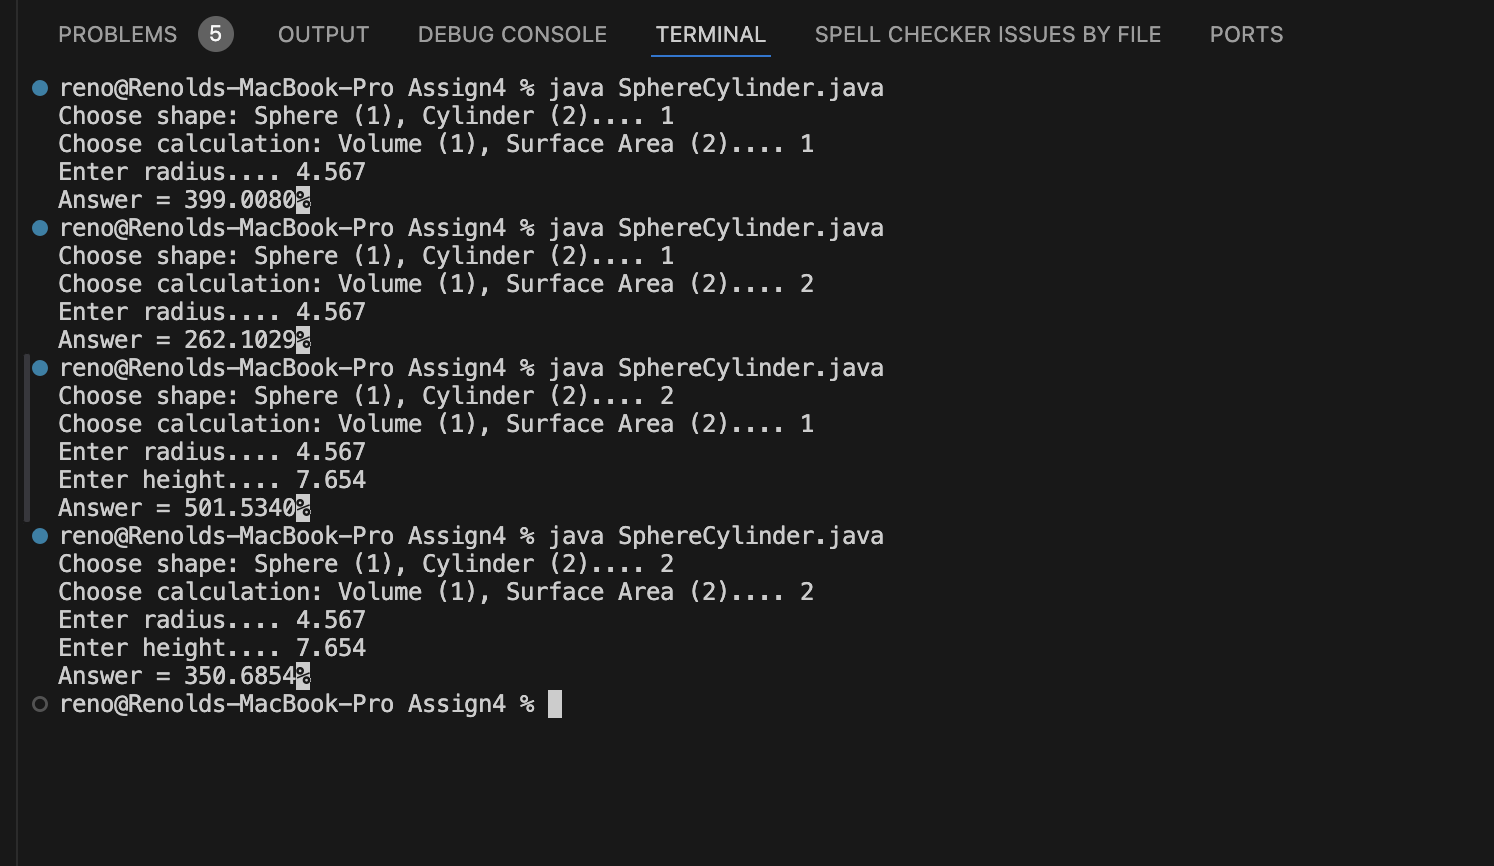 PROBLEMS 5 OUTPUT DEBUG CONSOLE TERMINAL SPELL CHECKER ISSUES BY FILE PORTS
reno@Renolds-MacBook-Pro Assign4 % java SphereCylinder.java
Choose shape: Sphere (1), Cylinder (2).... 1
Choose calculation: Volume (1), Surface Area (2).... 1
Enter radius.... 4.567
Answer = 399.0080%
reno@Renolds-MacBook-Pro Assign4 % java SphereCylinder.java
Choose shape: Sphere (1), Cylinder (2).... 1
Choose calculation: Volume (1), Surface Area (2).... 2
Enter radius.... 4.567
Answer = 262.1029%
reno@Renolds-MacBook-Pro Assign4 % java SphereCylinder.java
Choose shape: Sphere (1), Cylinder (2).... 2
Choose calculation: Volume (1), Surface Area (2).... 1
Enter radius.... 4.567
Enter height.... 7.654
Answer = 501.5340%
reno@Renolds-MacBook-Pro Assign4 % java SphereCylinder.java
Choose shape: Sphere (1), Cylinder (2).... 2
Choose calculation: Volume (1), Surface Area (2).... 2
Enter radius.... 4.567
Enter height.... 7.654
Answer = 350.6854%
reno@Renolds-MacBook-Pro Assign4 %